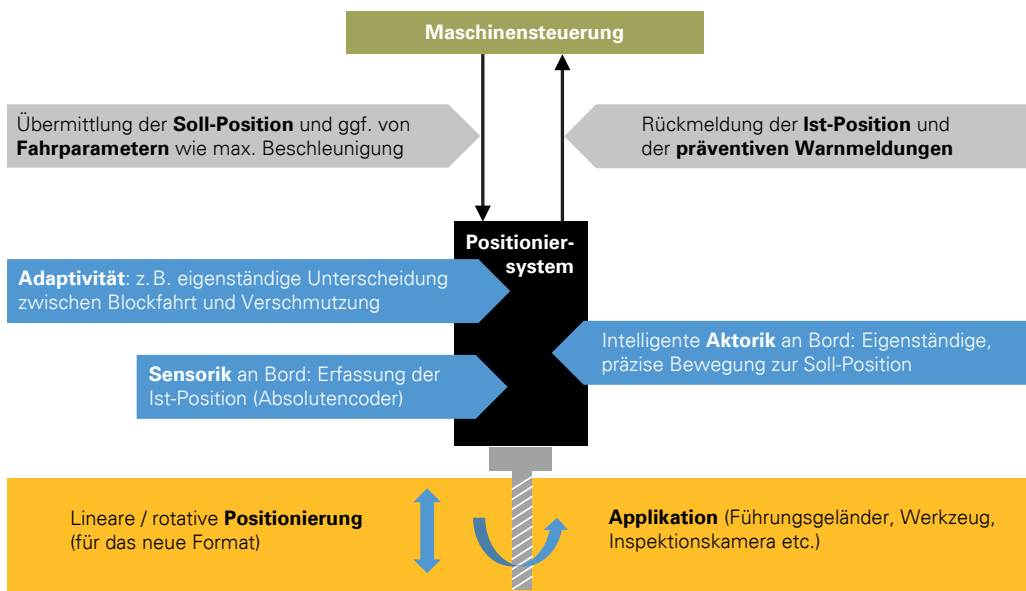 Maschinensteuerung
Übermittlung der Soll-Position und ggf. von
Fahrparametern wie max. Beschleunigung
Rückmeldung der Ist-Position und
der präventiven Warnmeldungen
Positionier-
system
Adaptivität: z. B. eigenständige Unterscheidung
zwischen Blockfahrt und Verschmutzung
Intelligente Aktorik an Bord: Eigenständige,
präzise Bewegung zur Soll-Position
Sensorik an Bord: Erfassung der
Ist-Position (Absolutencoder)
Lineare / rotative Positionierung
(für das neue Format)
Applikation (Führungsgeländer, Werkzeug,
Inspektionskamera etc.)